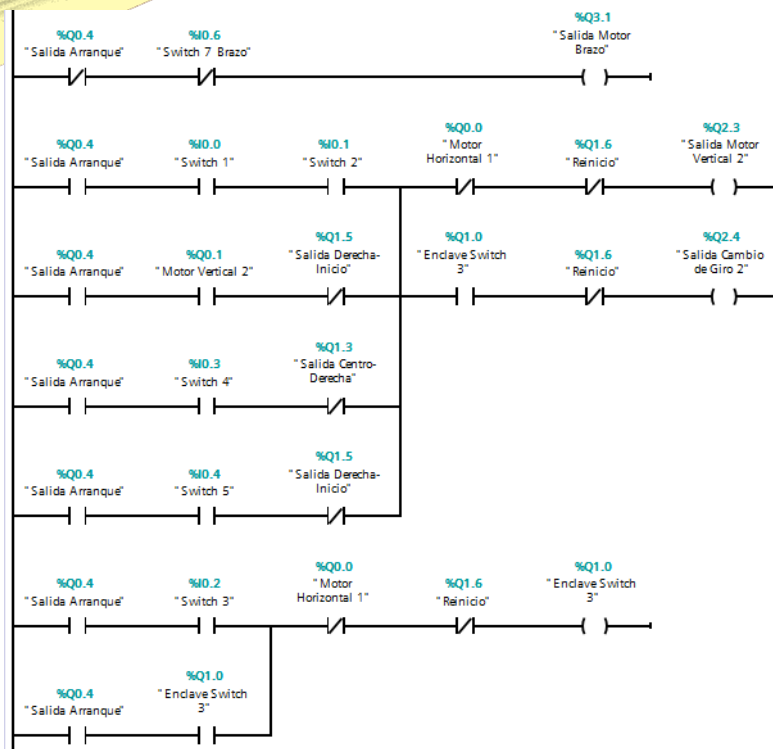 %Q0.4
"Salida Arranque"
%I0.6
"Switch 7 Brazo"
%Q3.1
"Salida Motor
Brazo"
%Q0.4
"Salida Arranque"
%I0.0
"Switch 1"
%I0.1
"Switch 2"
%Q0.0
"Motor
Horizontal 1"
%Q1.6
"Reinicio"
%Q2.3
"Salida Motor
Vertical 2"
%Q0.4
"Salida Arranque"
%Q0.1
"Motor Vertical 2"
%Q1.5
"Salida Derecha-
Inicio"
%Q1.0
"Enclave Switch
3"
%Q1.6
"Reinicio"
%Q2.4
"Salida Cambio
de Giro 2"
%Q0.4
"Salida Arranque"
%I0.3
"Switch 4"
%Q1.3
"Salida Centro-
Derecha"
%Q0.4
"Salida Arranque"
%I0.4
"Switch 5"
%Q1.5
"Salida Derecha-
Inicio"
%Q0.4
"Salida Arranque"
%I0.2
"Switch 3"
%Q0.0
"Motor
Horizontal 1"
%Q1.6
"Reinicio"
%Q1.0
"Enclave Switch
3"
%Q0.4
"Salida Arranque"
%Q1.0
"Enclave Switch
3"